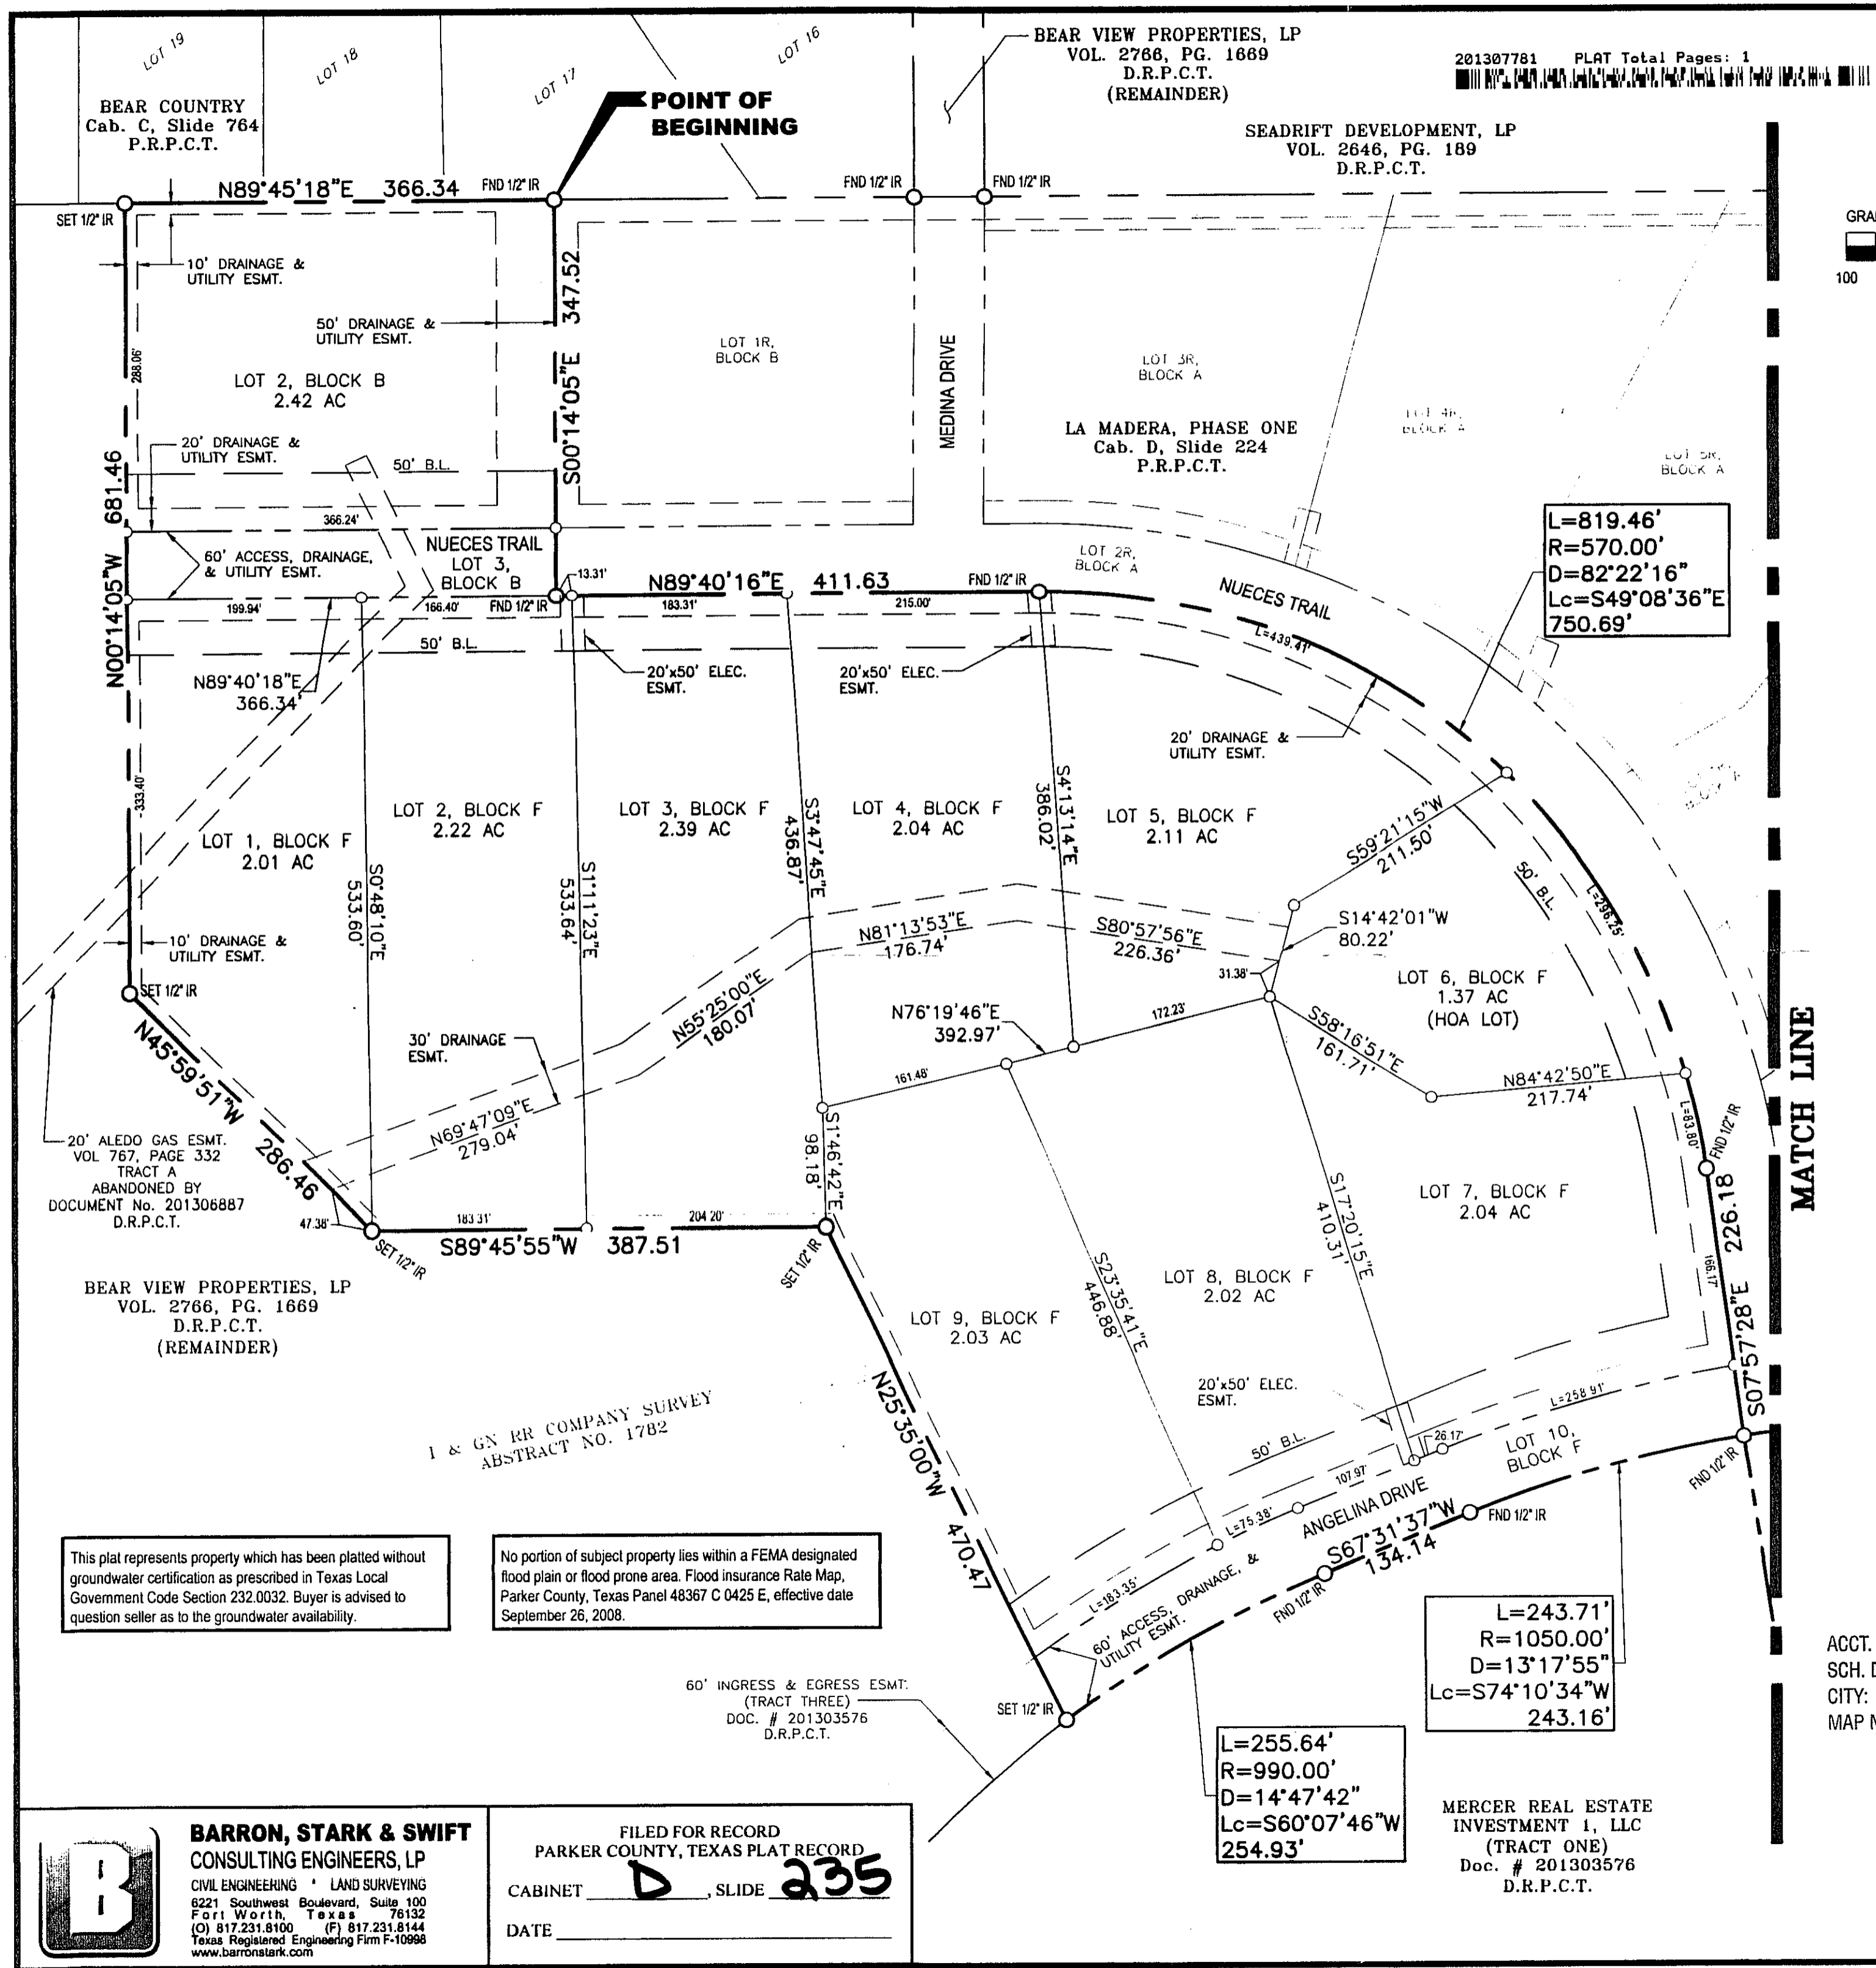 LOT 19
LOT 18
LOT 17
LOT 16
BEAR COUNTRY
Cab. C, Slide 764
P.R.P.C.T.
POINT OF
BEGINNING
BEAR VIEW PROPERTIES, LP
VOL. 2766, PG. 1669
D.R.P.C.T.
(REMAINDER)
201307781 PLAT Total Pages: 1
SEADRIFT DEVELOPMENT, LP
VOL. 2646, PG. 189
D.R.P.C.T.
N89°45'18"E 366.34
FND 1/2" IR
FND 1/2" IR
FND 1/2" IR
SET 1/2" IR
100
10' DRAINAGE &
UTILITY ESMT.
50' DRAINAGE &
UTILITY ESMT.
288.06'
LOT 2, BLOCK B
2.42 AC
S00°14'05"E 347.52
LOT 1R,
BLOCK B
MEDINA DRIVE
LOT 3R,
BLOCK A
LOT 4R,
BLOCK A
LA MADERA, PHASE ONE
Cab. D, Slide 224
P.R.P.C.T.
LOT 5R,
BLOCK A
20' DRAINAGE &
UTILITY ESMT.
50' B.L.
N00°14'05"W 681.46
366.24'
60' ACCESS, DRAINAGE,
& UTILITY ESMT.
NUECES TRAIL
LOT 3,
BLOCK B
L=819.46'
R=570.00'
D=82°22'16"
Lc=S49°08'36"E
750.69'
LOT 2R,
BLOCK A
NUECES TRAIL
13.31'
N89°40'16"E 411.63
FND 1/2" IR
199.94'
166.40'
FND 1/2" IR
183.31'
215.00'
50' B.L.
L=439.41'
N89°40'18"E
366.34'
20'x50' ELEC.
ESMT.
20'x50' ELEC.
ESMT.
20' DRAINAGE &
UTILITY ESMT.
333.40'
LOT 1, BLOCK F
2.01 AC
LOT 2, BLOCK F
2.22 AC
LOT 3, BLOCK F
2.39 AC
LOT 4, BLOCK F
2.04 AC
LOT 5, BLOCK F
2.11 AC
S0°48'10"E
533.60'
S1°11'23"E
533.64'
S3°47'45"E
436.87'
S4°13'14"E
386.02'
S59°21'15"W
211.50'
50' B.L.
L=296.25'
10' DRAINAGE &
UTILITY ESMT.
SET 1/2" IR
N81°13'53"E
176.74'
S80°57'56"E
226.36'
S14°42'01"W
80.22'
31.38'
LOT 6, BLOCK F
1.37 AC
(HOA LOT)
N55°25'00"E
180.07'
N76°19'46"E
392.97'
172.23'
S58°16'51"E
161.71'
N84°42'50"E
217.74'
30' DRAINAGE
ESMT.
161.48'
MATCH LINE
N45°59'51"W 286.46
N69°47'09"E
279.04'
S1°46'42"E
98.18'
L=83.80'
FND 1/2" IR
20' ALEDO GAS ESMT.
VOL 767, PAGE 332
TRACT A
ABANDONED BY
DOCUMENT No. 201306887
D.R.P.C.T.
47.38'
183.31'
204.20'
SET 1/2" IR
S89°45'55"W 387.51
SET 1/2" IR
LOT 7, BLOCK F
2.04 AC
S07°57'28"E 226.18
166.17'
S17°20'15"E
410.31'
S23°35'41"E
446.88'
LOT 8, BLOCK F
2.02 AC
LOT 9, BLOCK F
2.03 AC
BEAR VIEW PROPERTIES, LP
VOL. 2766, PG. 1669
D.R.P.C.T.
(REMAINDER)
I & GN RR COMPANY SURVEY
ABSTRACT NO. 1782
N25°35'00"W 470.47
20'x50' ELEC.
ESMT.
50' B.L.
L=258.91'
26.17'
LOT 10,
BLOCK F
107.97'
L=75.38'
ANGELINA DRIVE
FND 1/2" IR
S67°31'37"W
134.14
FND 1/2" IR
FND 1/2" IR
L=183.35'
60' ACCESS, DRAINAGE, &
UTILITY ESMT.
This plat represents property which has been platted without
groundwater certification as prescribed in Texas Local
Government Code Section 232.0032. Buyer is advised to
question seller as to the groundwater availability.
No portion of subject property lies within a FEMA designated
flood plain or flood prone area. Flood insurance Rate Map,
Parker County, Texas Panel 48367 C 0425 E, effective date
September 26, 2008.
60' INGRESS & EGRESS ESMT.
(TRACT THREE)
DOC. # 201303576
D.R.P.C.T.
SET 1/2" IR
L=243.71'
R=1050.00'
D=13°17'55"
Lc=S74°10'34"W
243.16'
ACCT.
SCH.
CITY:
MAP
L=255.64'
R=990.00'
D=14°47'42"
Lc=S60°07'46"W
254.93'
MERCER REAL ESTATE
INVESTMENT 1, LLC
(TRACT ONE)
Doc. # 201303576
D.R.P.C.T.
B
BARRON, STARK & SWIFT
CONSULTING ENGINEERS, LP
CIVIL ENGINEERING * LAND SURVEYING
6221 Southwest Boulevard, Suite 100
Fort Worth, Texas 76132
(O) 817.231.8100 (F) 817.231.8144
Texas Registered Engineering Firm F-10998
www.barronstark.com
FILED FOR RECORD
PARKER COUNTY, TEXAS PLAT RECORD
CABINET D, SLIDE 235
DATE